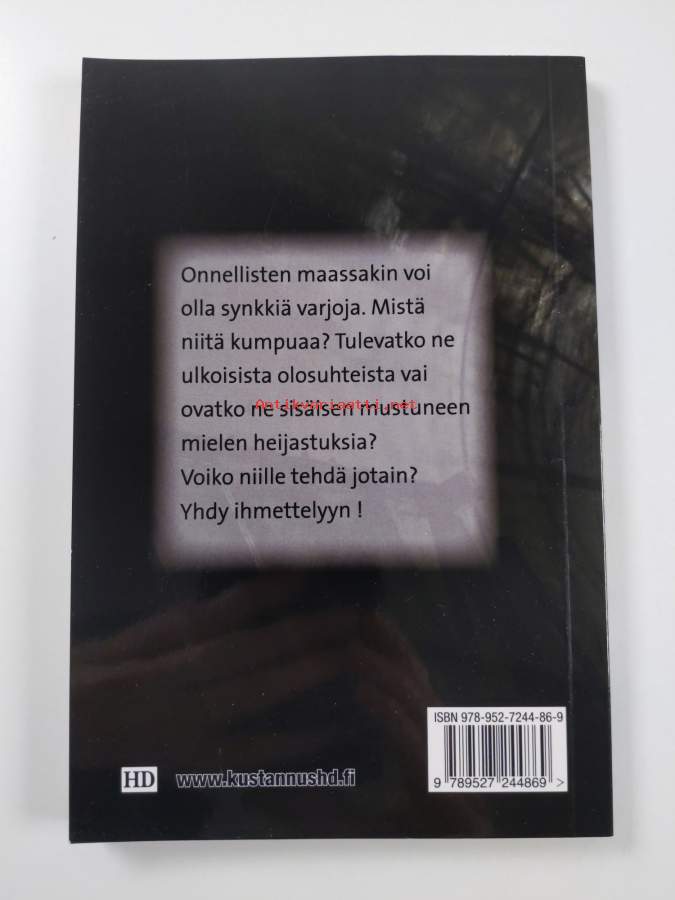 Onnellisten maassakin voi
olla synkkiä varjoja. Mistä
niitä kumpuaa? Tulevatko ne
ulkoisista olosuhteista vai
ovatko ne sisäisen mustuneen
Antikvariaatti.net
mielen heijastuksia?
Voiko niille tehdä jotain?
Yhdy ihmettelyyn !
ISBN 978-952-7244-86-9
9 789527 244869 >
HD www.kustannushd.fi